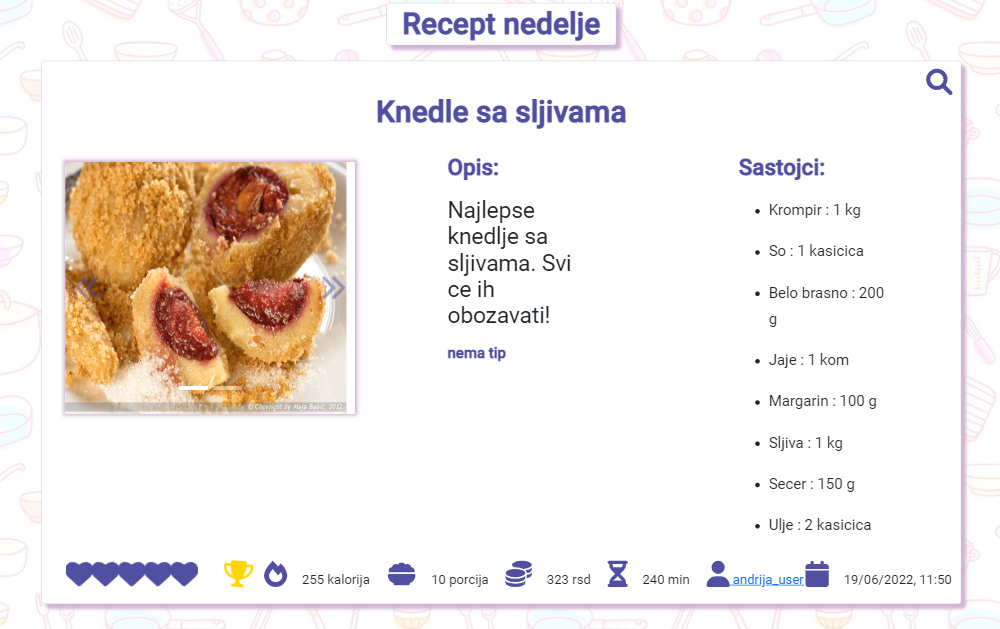 Recept nedelje
Knedle sa sljivama
Opis:
Najlepse
knedlje sa
sljivama. Svi
ce ih
obozavati!
nema tip
Sastojci:
Krompir : 1 kg
So : 1 kasicica
Belo brasno : 200
g
Jaje : 1 kom
Margarin : 100 g
Sljiva : 1 kg
Secer : 150 g
Ulje : 2 kasicica
© Copyright by Maja Babić, 2012.
255 kalorija 10 porcija 323 rsd 240 min andrija_user 19/06/2022, 11:50